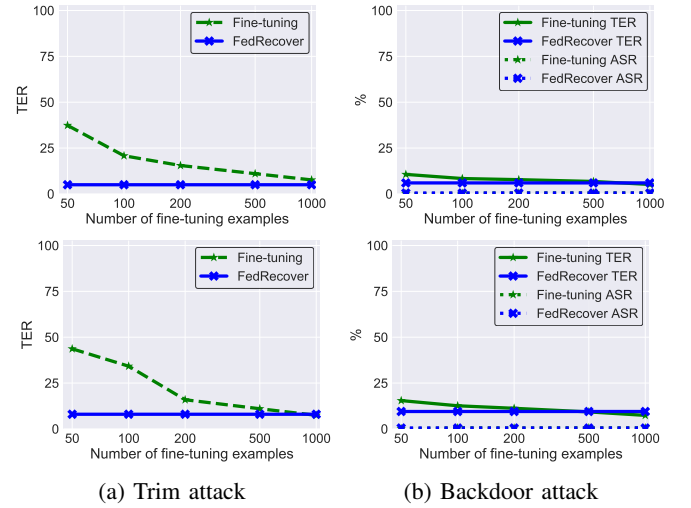 100
75
50
25
0
TER
Fine-tuning
FedRecover
50 100 200 500 1000
Number of fine-tuning examples
100
75
50
25
0
%
Fine-tuning TER
FedRecover TER
Fine-tuning ASR
FedRecover ASR
50 100 200 500 1000
Number of fine-tuning examples
100
75
50
25
0
TER
Fine-tuning
FedRecover
50 100 200 500 1000
Number of fine-tuning examples
100
75
50
25
0
%
Fine-tuning TER
FedRecover TER
Fine-tuning ASR
FedRecover ASR
50 100 200 500 1000
Number of fine-tuning examples
(a) Trim attack
(b) Backdoor attack